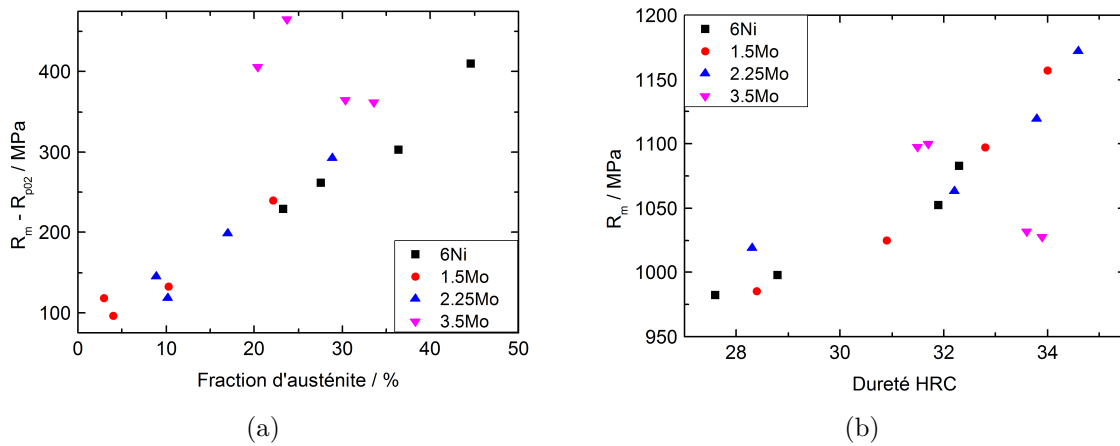 400
300
200
100
R_m - R_p02 / MPa
0 10 20 30 40 50
Fraction d'austénite / %
6Ni
1.5Mo
2.25Mo
3.5Mo
(a)
1200
1150
1100
1050
1000
950
R_m / MPa
28 30 32 34
Dureté HRC
6Ni
1.5Mo
2.25Mo
3.5Mo
(b)